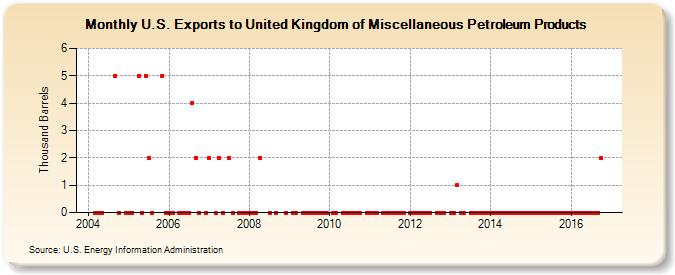 Monthly U.S. Exports to United Kingdom of Miscellaneous Petroleum Products
Thousand Barrels
6
5
4
3
2
1
0
2004 2006 2008 2010 2012 2014 2016
Source: U.S. Energy Information Administration